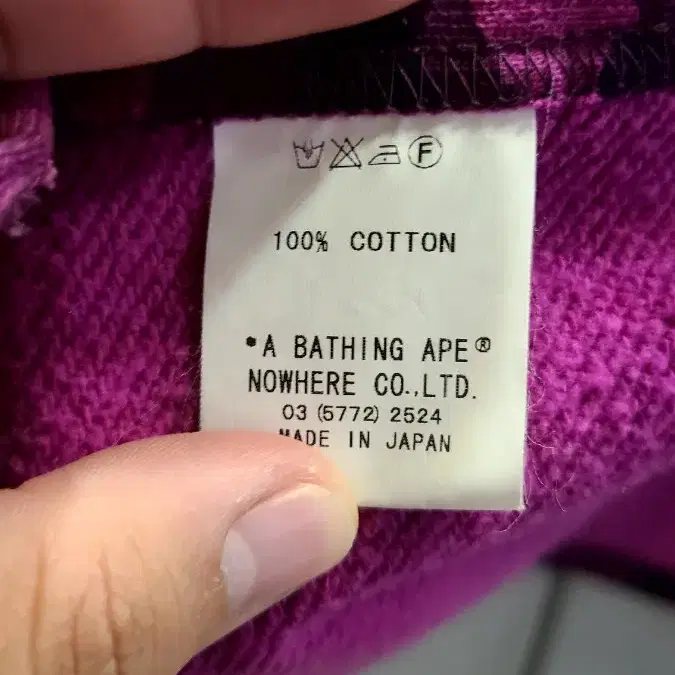 F
100% COTTON
•A BATHING APE®
NOWHERE CO.,LTD.
03 (5772) 2524
MADE IN JAPAN